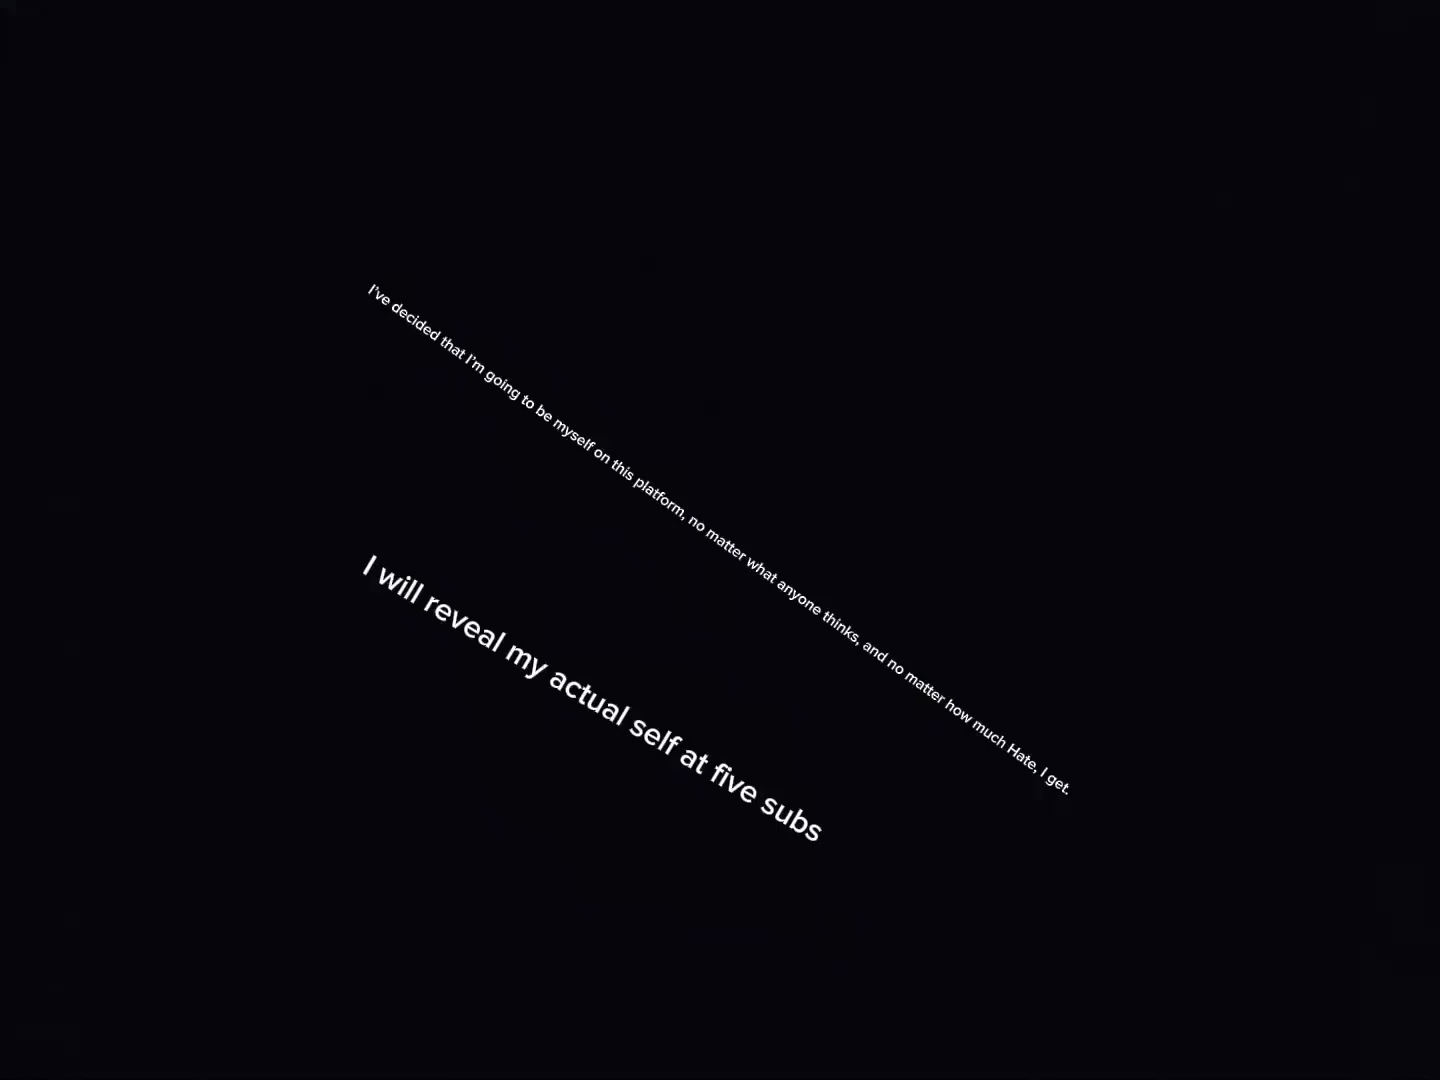 I've decided that I'm going to be myself on this platform, no matter what anyone thinks, and no matter how much Hate, I get.
I will reveal my actual self at five subs